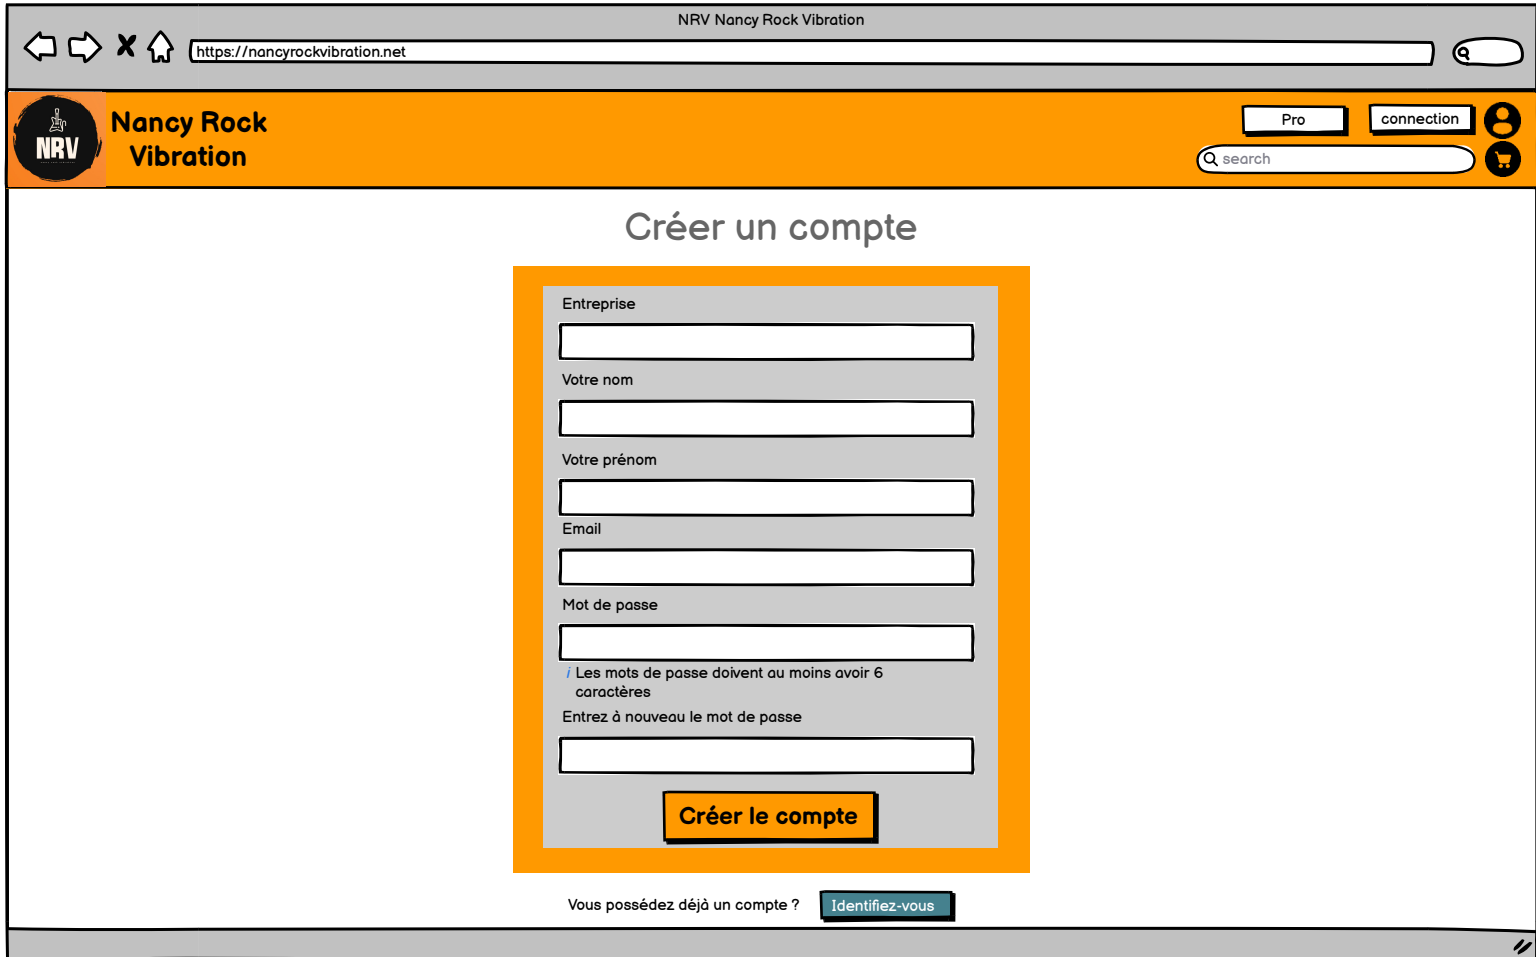 NRV Nancy Rock Vibration
https://nancyrockvibration.net
NRV
Nancy Rock
Vibration
Pro
connection
search
Créer un compte
Entreprise
Votre nom
Votre prénom
Email
Mot de passe
i Les mots de passe doivent au moins avoir 6
caractères
Entrez à nouveau le mot de passe
Créer le compte
Vous possédez déjà un compte ?
Identifiez-vous